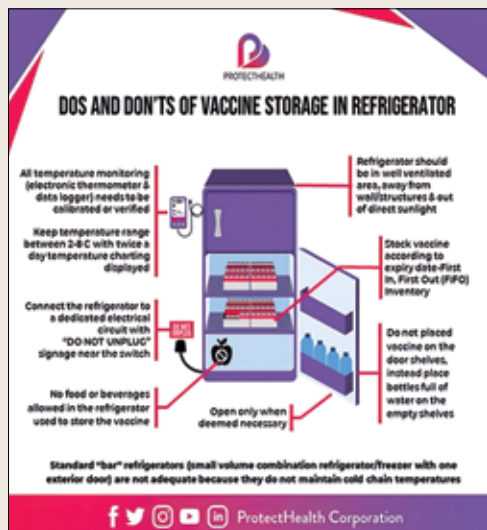 PROTECTHEALTH
DOS AND DON'TS OF VACCINE STORAGE IN REFRIGERATOR
All temperature monitoring
(electronic thermometer &
data logger) needs to be
calibrated or verified
Keep temperature range
between 2-8 C with twice a
day temperature charting
displayed
Connect the refrigerator to
a dedicated electrical
circuit with
"DO NOT UNPLUG"
signage near the switch
DO NOT
UNPLUG
No food or beverages
allowed in the refrigerator
used to store the vaccine
Refrigerator should
be in well ventilated
area, away from
wall/structures & out
of direct sunlight
Stock vaccine
according to
expiry date-First
In, First Out (FIFO)
Inventory
Do not placed
vaccine on the
door shelves,
instead place
bottles full of
water on the
empty shelves
Open only when
deemed necessary
Standard "bar" refrigerators (small volume combination refrigerator/freezer with one
exterior door) are not adequate because they do not maintain cold chain temperatures
ProtectHealth Corporation